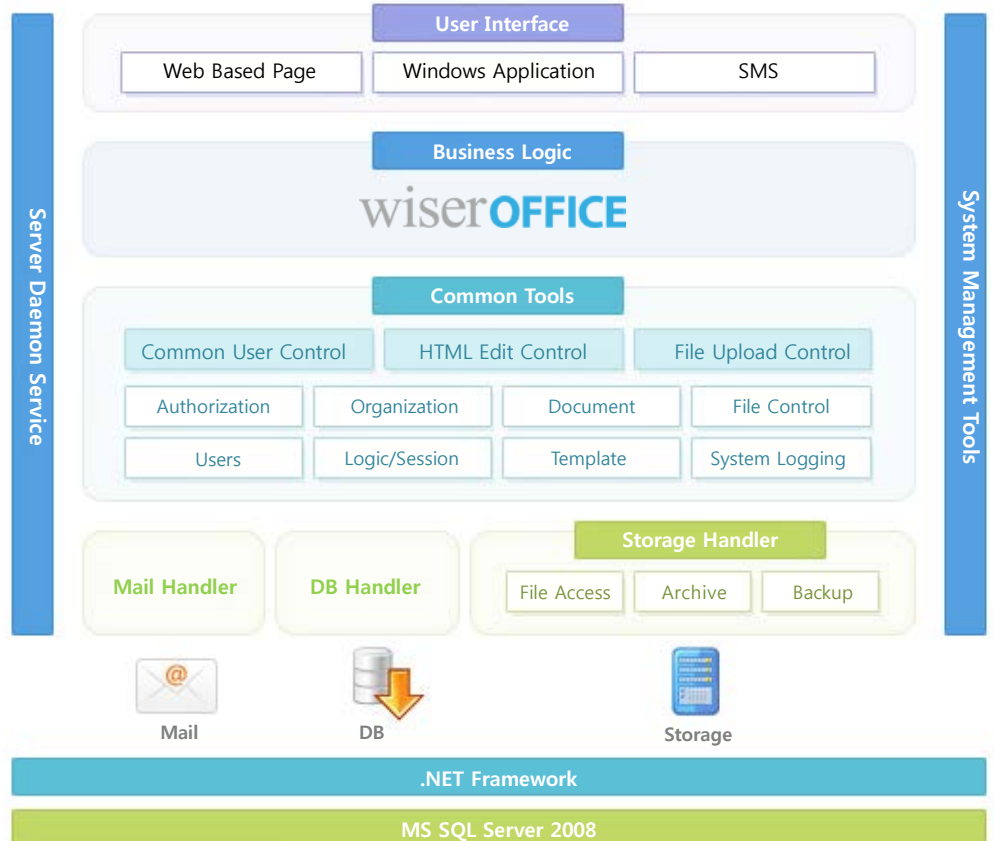 User Interface
Web Based Page
Windows Application
SMS
Business Logic
wiserOFFICE
Server Daemon Service
System Management Tools
Common Tools
Common User Control
HTML Edit Control
File Upload Control
Authorization
Organization
Document
File Control
Users
Logic/Session
Template
System Logging
Mail Handler
DB Handler
Storage Handler
File Access
Archive
Backup
@
Mail
DB
Storage
.NET Framework
MS SQL Server 2008